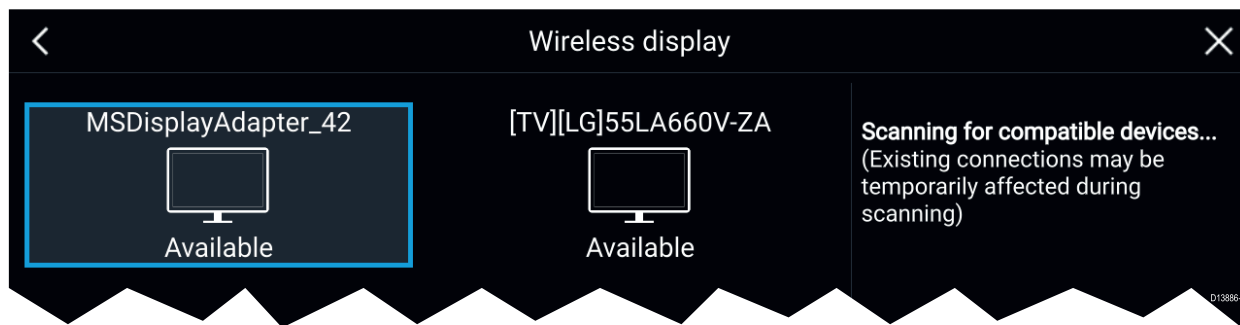 Wireless display
MSDisplayAdapter_42
Available
[TV][LG]55LA660V-ZA
Available
Scanning for compatible devices...
(Existing connections may be
temporarily affected during
scanning)
D13886-